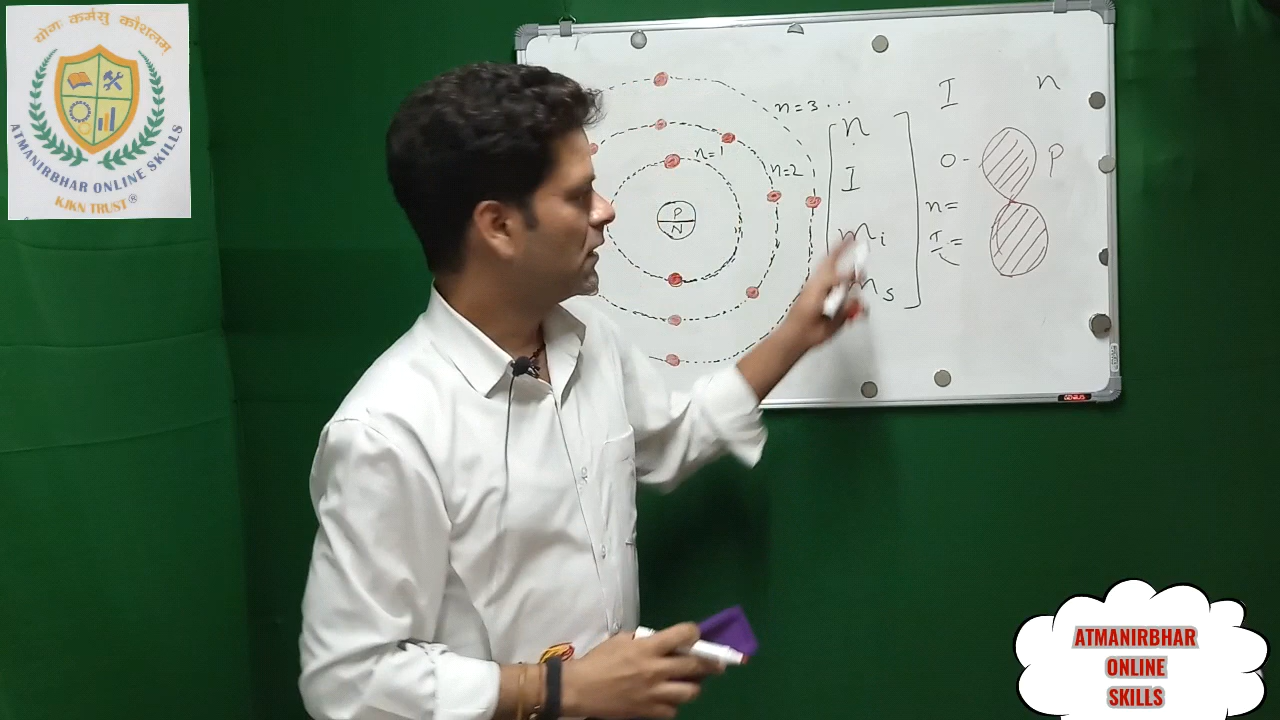 योगः कर्मसु कौशलम्
ATMANIRBHAR ONLINE SKILLS
KJKN TRUST®
n=3 ...
n=1
n=2
P
N
n
I
mi
ms
I n
0- P
n=
ATMANIRBHAR
ONLINE
SKILLS